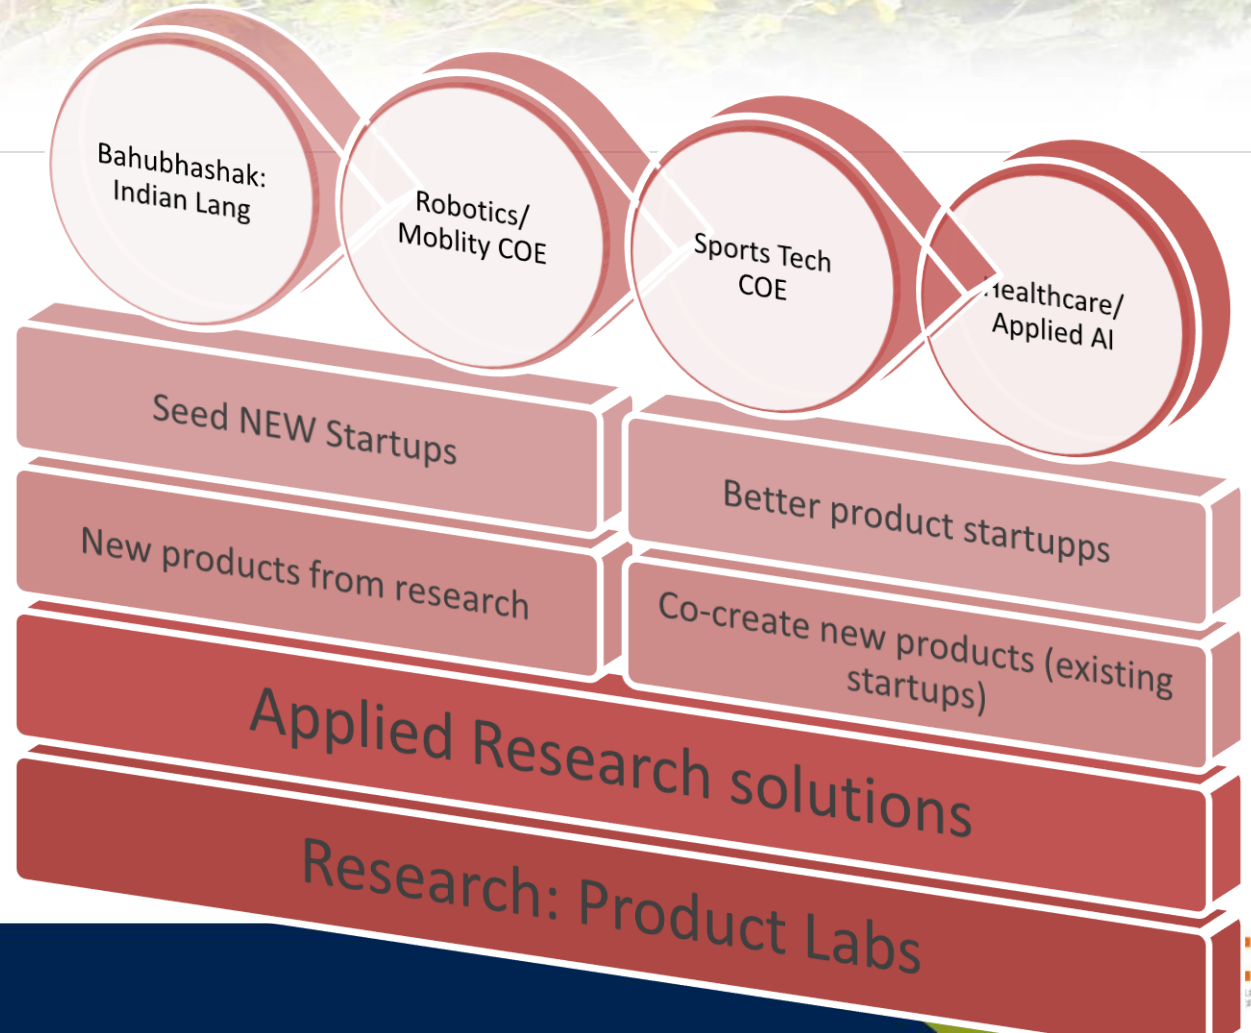 Bahubhashak:
Indian Lang
Robotics/
Moblity COE
Sports Tech
COE
Healthcare/
Applied AI
Seed NEW Startups
Better product startupps
New products from research
Co-create new products (existing
startups)
Applied Research solutions
Research: Product Labs